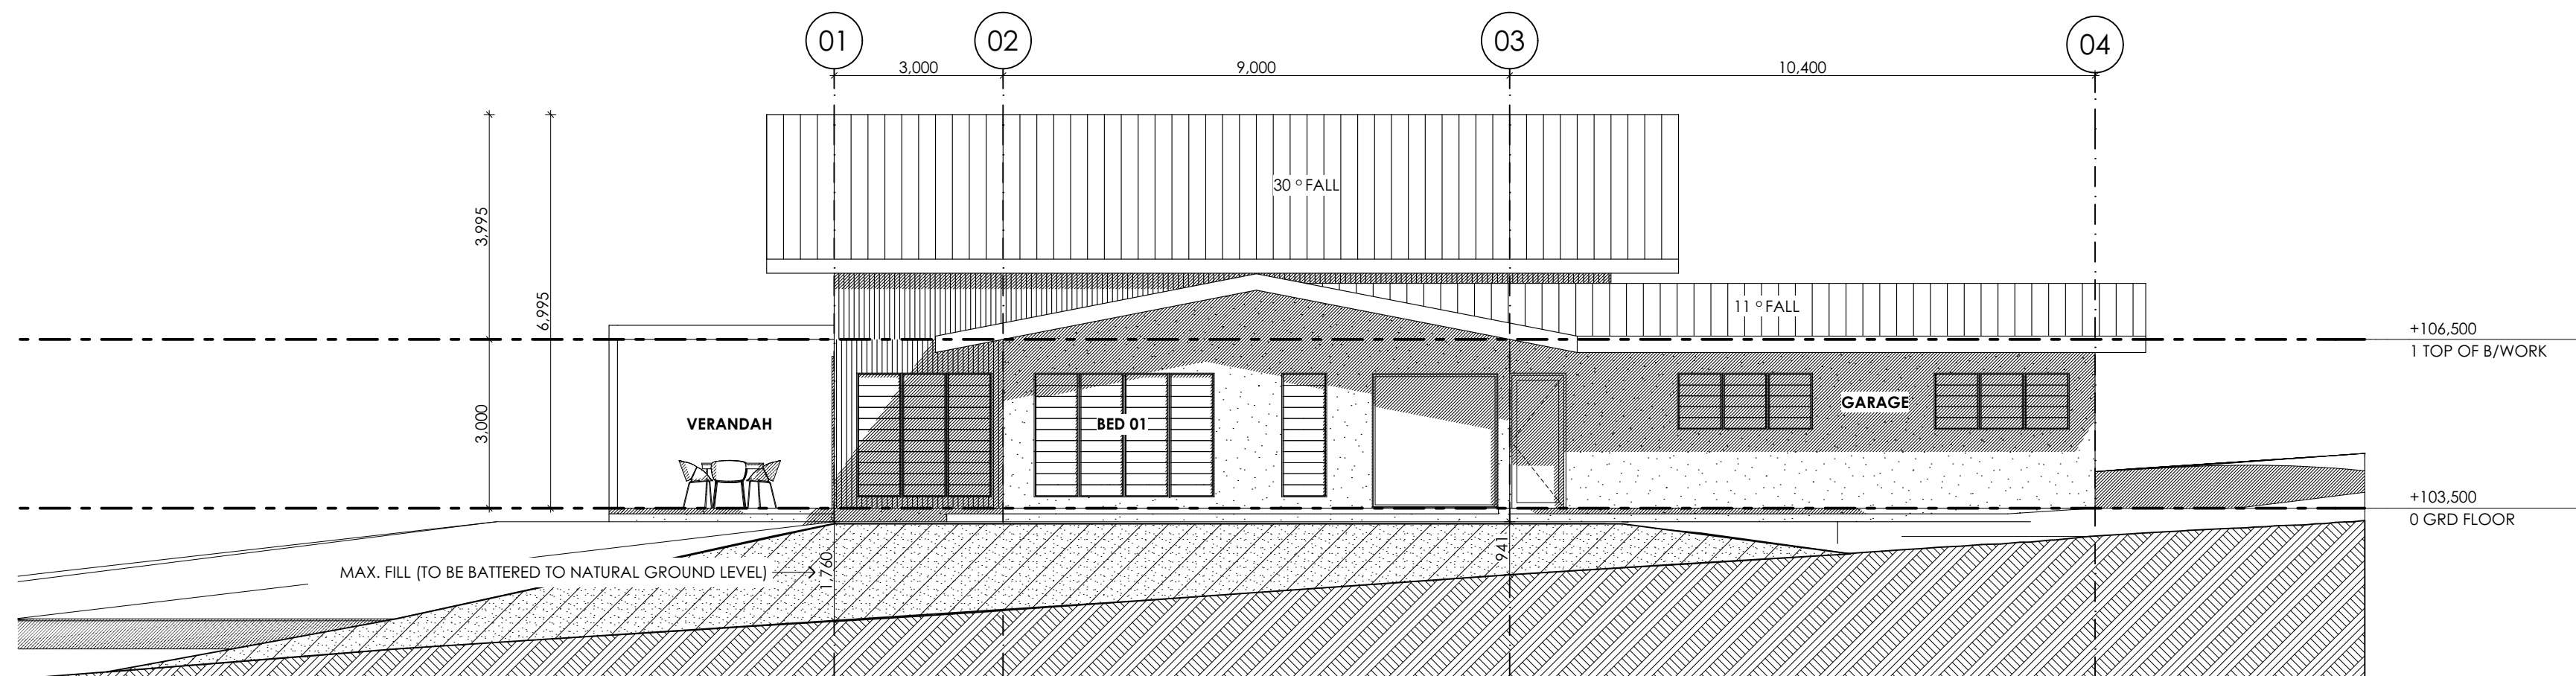 01
02
03
04
3,000
9,000
10,400
30 ° FALL
3,995
6,995
11 ° FALL
+106,500
1 TOP OF B/WORK
3,000
VERANDAH
BED 01
GARAGE
+103,500
0 GRD FLOOR
MAX. FILL (TO BE BATTERED TO NATURAL GROUND LEVEL)
1,760
941